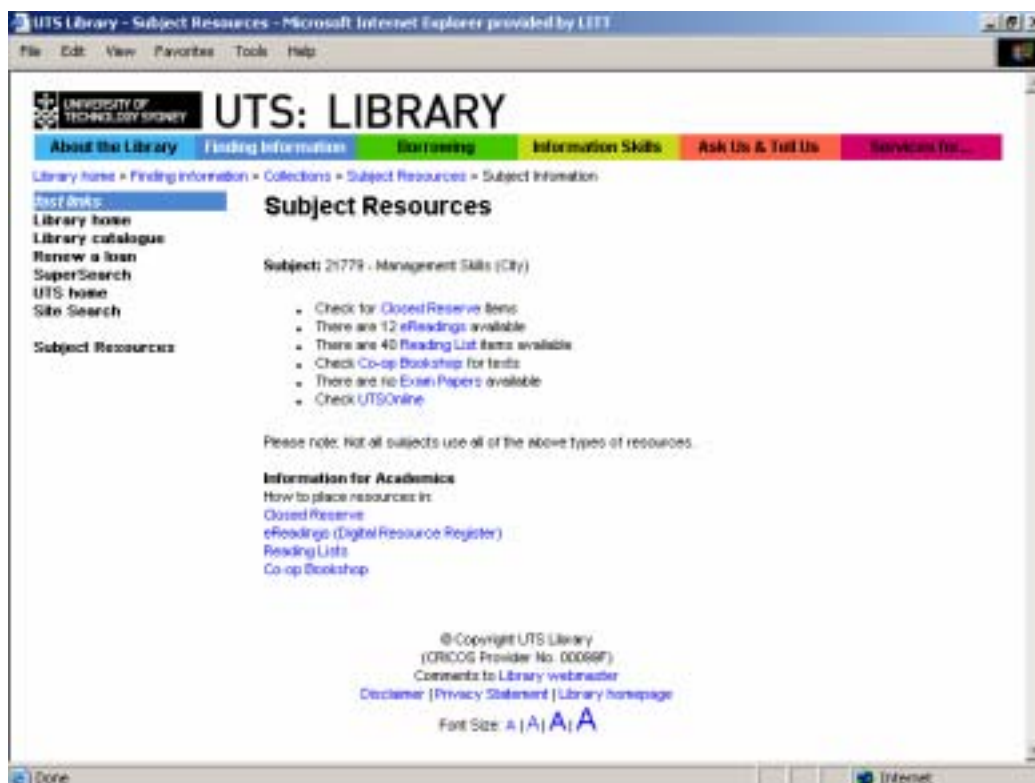 UTS Library - Subject Resources - Microsoft Internet Explorer provided by LITT
File Edit View Favorites Tools Help
UNIVERSITY OF
TECHNOLOGY SYDNEY
UTS: LIBRARY
About the Library Finding Information Borrowing Information Skills Ask Us & Tell Us Services for...
Library home » Finding information » Collections » Subject Resources » Subject Infomation
fast links
Library home
Library catalogue
Renew a loan
SuperSearch
UTS home
Site Search
Subject Resources
Subject Resources
Subject: 21779 - Management Skills (City)
Check for Closed Reserve items
There are 12 eReadings available
There are 40 Reading List items available
Check Co-op Bookshop for texts
There are no Exam Papers available
Check UTSOnline
Please note: Not all subjects use all of the above types of resources.
Information for Academics
How to place resources in:
Closed Reserve
eReadings (Digital Resource Register)
Reading Lists
Co-op Bookshop
© Copyright UTS Library
(CRICOS Provider No. 00099F)
Comments to Library webmaster
Disclaimer | Privacy Statement | Library homepage
Font Size: A | A | A | A
Done Internet